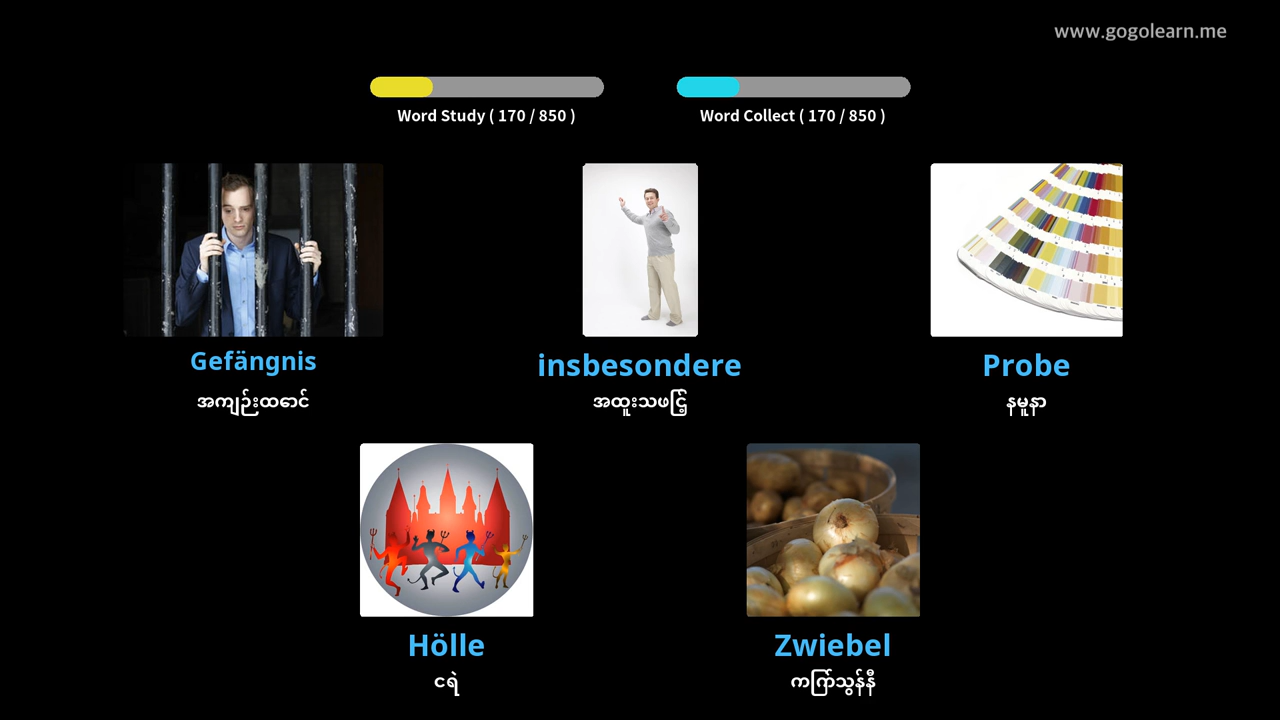 www.gogolearn.me
Word Study ( 170 / 850 )
Word Collect ( 170 / 850 )
Gefängnis
အကျဉ်းထောင်
insbesondere
အထူးသဖြင့်
Probe
နမူနာ
Hölle
ငရဲ
Zwiebel
ကြက်သွန်နီ